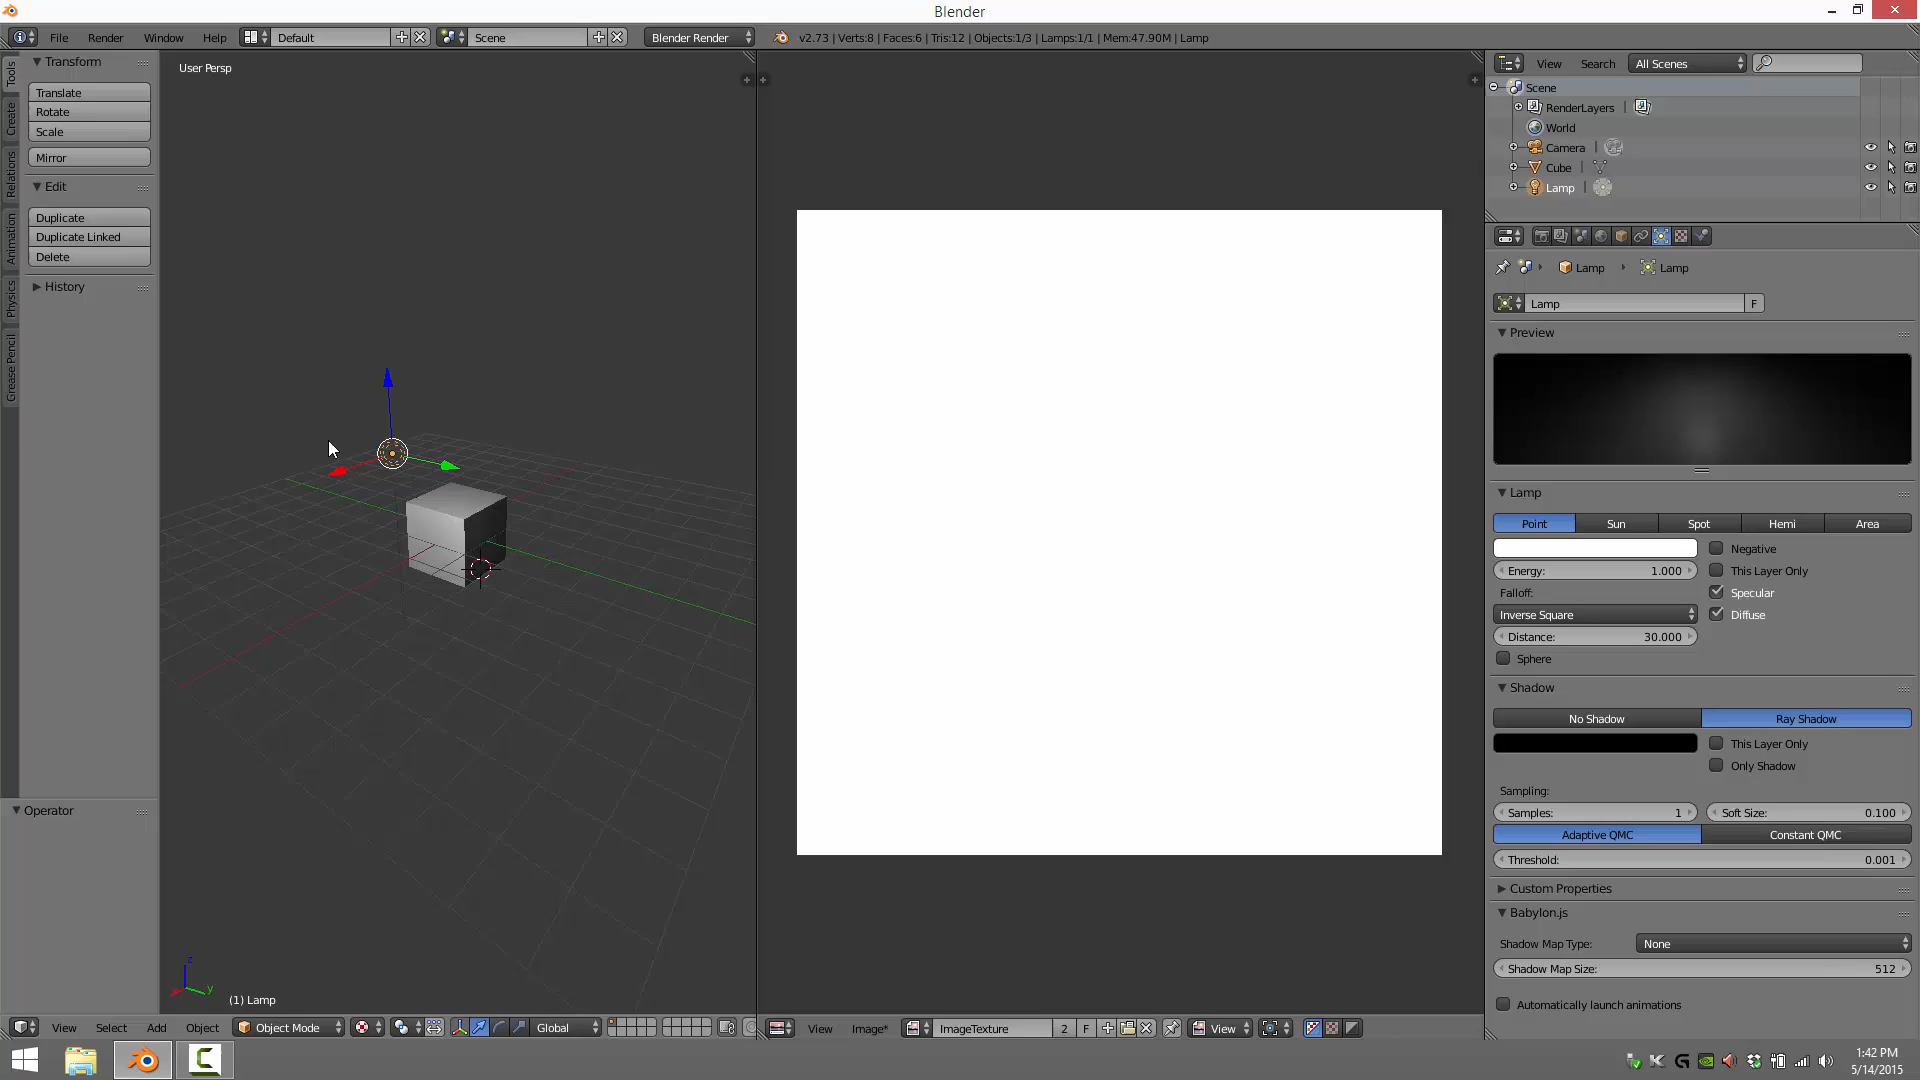 Blender
File Render Window Help Default Scene Blender Render v2.73 | Verts:8 | Faces:6 | Tris:12 | Objects:1/3 | Lamps:1/1 | Mem:47.90M | Lamp
Tools
Create
Relations
Animation
Physics
Grease Pencil
Transform
Translate
Rotate
Scale
Mirror
Edit
Duplicate
Duplicate Linked
Delete
History
Operator
User Persp
z
x
y
(1) Lamp
View Select Add Object Object Mode Global
View Image* ImageTexture 2 F View
View Search All Scenes
Scene
RenderLayers |
World
Camera |
Cube |
Lamp |
Lamp Lamp
Lamp F
Preview
Lamp
Point Sun Spot Hemi Area
Negative
Energy: 1.000 This Layer Only
Falloff: Specular
Inverse Square Diffuse
Distance: 30.000
Sphere
Shadow
No Shadow Ray Shadow
This Layer Only
Only Shadow
Sampling:
Samples: 1 Soft Size: 0.100
Adaptive QMC Constant QMC
Threshold: 0.001
Custom Properties
Babylon.js
Shadow Map Type: None
Shadow Map Size: 512
Automatically launch animations
1:42 PM
5/14/2015